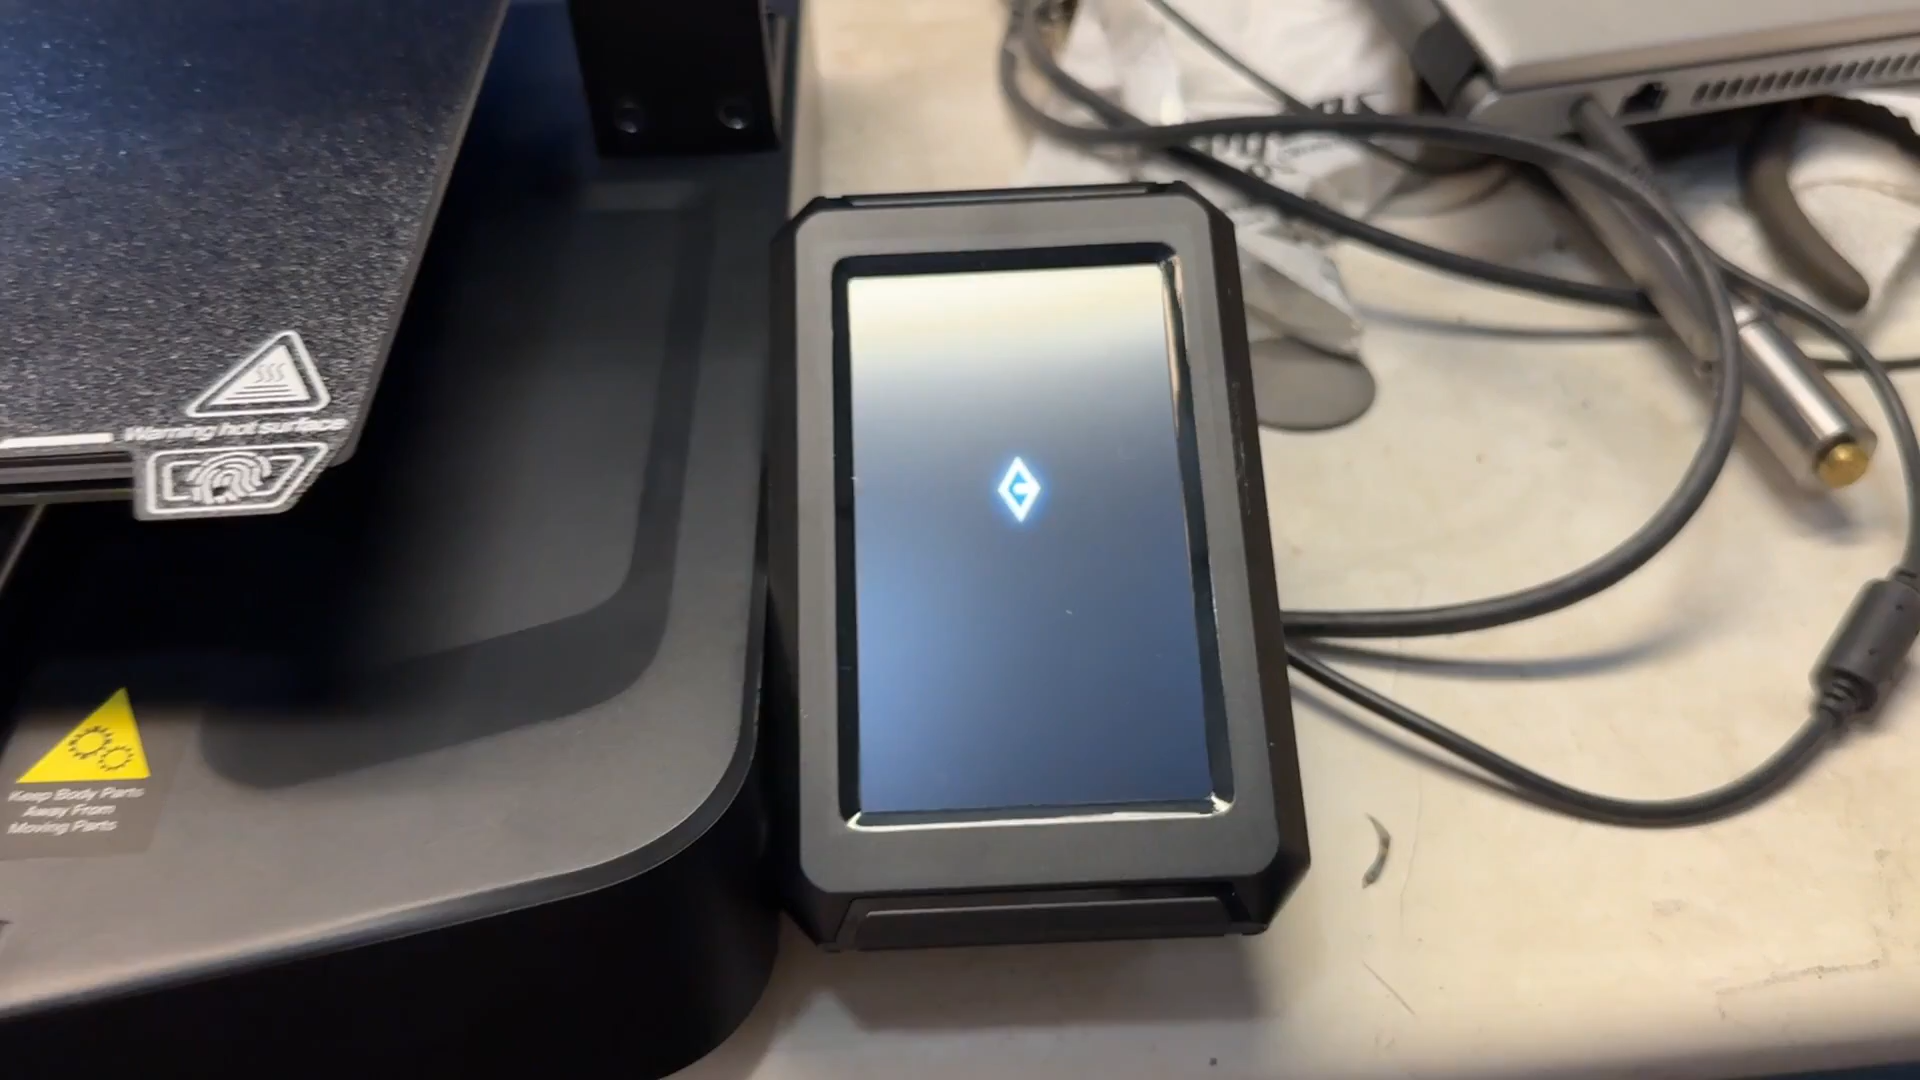 Warning hot surface
Keep Body Parts
Away From
Moving Parts